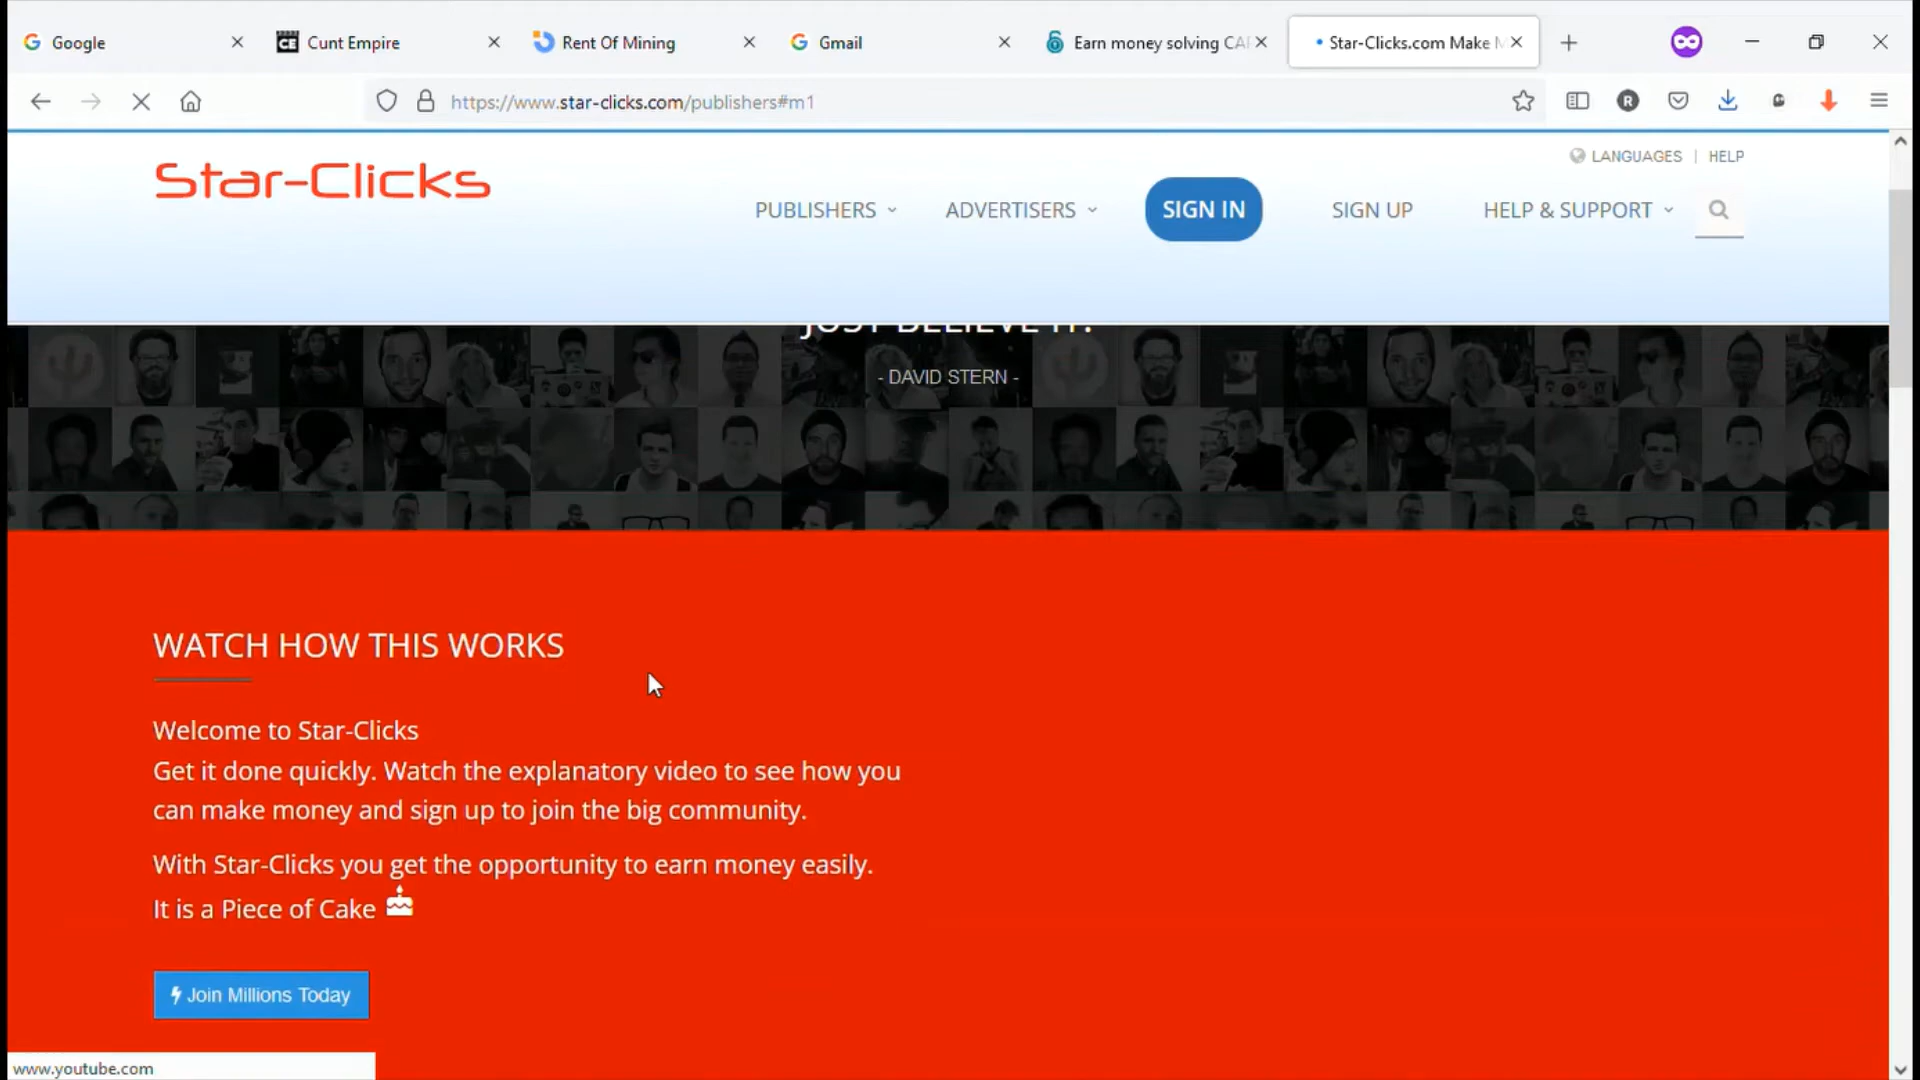 Google
Cunt Empire
Rent Of Mining
Gmail
Earn money solving CA
Star-Clicks.com Make M
https://www.star-clicks.com/publishers#m1
R
Star-Clicks
LANGUAGES | HELP
PUBLISHERS
ADVERTISERS
SIGN IN
SIGN UP
HELP & SUPPORT
JUST BELIEVE IT.
- DAVID STERN -
WATCH HOW THIS WORKS
Welcome to Star-Clicks
Get it done quickly. Watch the explanatory video to see how you
can make money and sign up to join the big community.
With Star-Clicks you get the opportunity to earn money easily.
It is a Piece of Cake
Join Millions Today
www.youtube.com